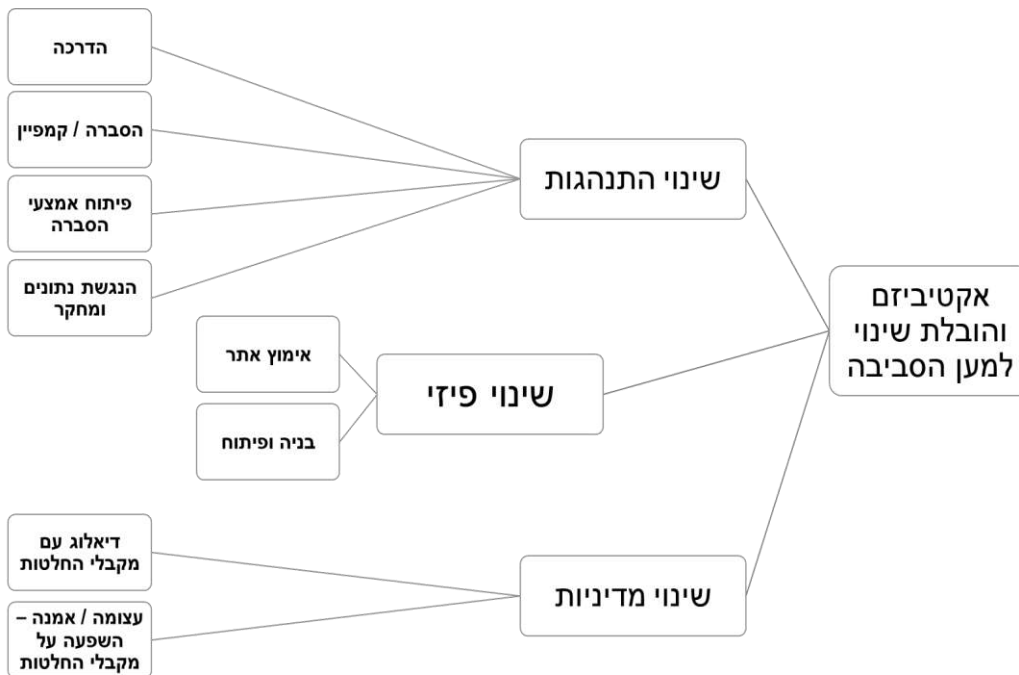 אקטיביזם
והובלת שינוי
למען הסביבה
שינוי התנהגות
הדרכה
הסברה / קמפיין
פיתוח אמצעי
הסברה
הנגשת נתונים
ומחקר
שינוי פיזי
אימוץ אתר
בניה ופיתוח
שינוי מדיניות
דיאלוג עם
מקבלי החלטות
עצומה / אמנה –
השפעה על
מקבלי החלטות